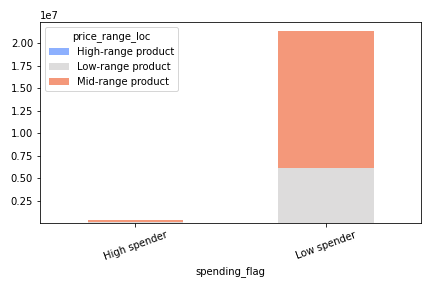 1e7
price_range_loc
High-range product
Low-range product
Mid-range product
2.00
1.75
1.50
1.25
1.00
0.75
0.50
0.25
High spender
Low spender
spending_flag